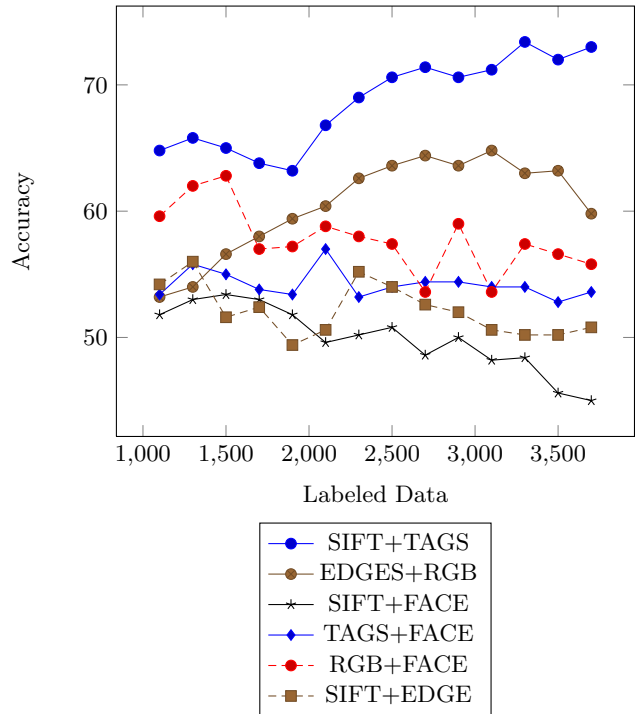 70
60
50
Accuracy
1,000 1,500 2,000 2,500 3,000 3,500
Labeled Data
SIFT+TAGS
EDGES+RGB
SIFT+FACE
TAGS+FACE
RGB+FACE
SIFT+EDGE